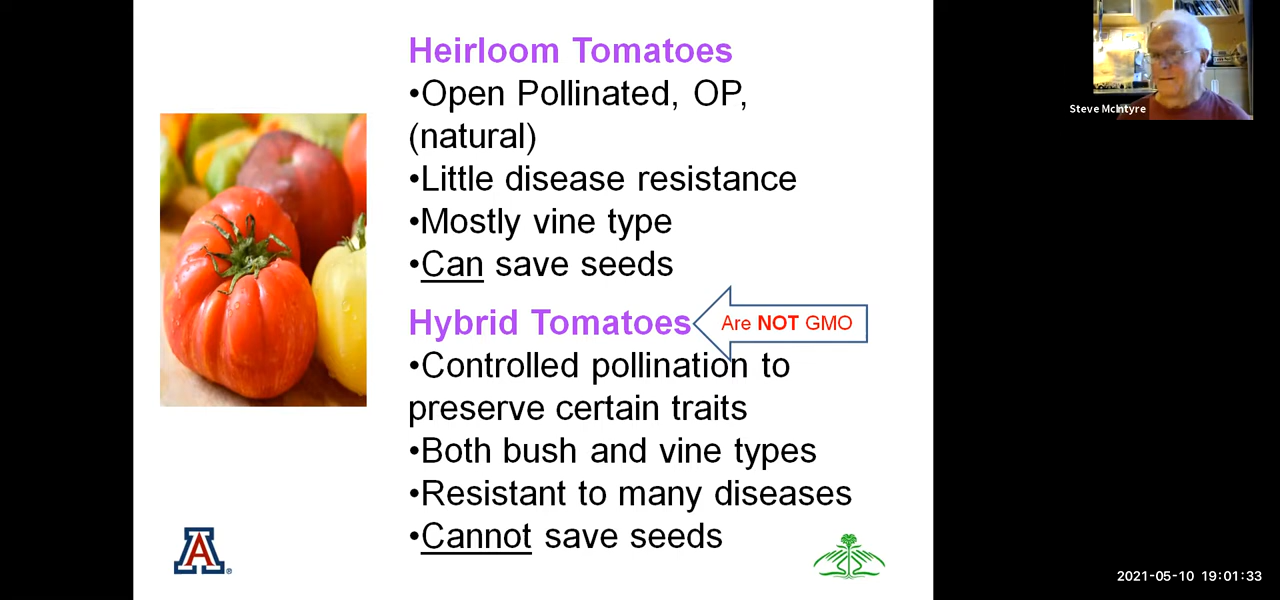 Heirloom Tomatoes
•Open Pollinated, OP,
(natural)
•Little disease resistance
•Mostly vine type
•Can save seeds
Hybrid Tomatoes
Are NOT GMO
•Controlled pollination to
preserve certain traits
•Both bush and vine types
•Resistant to many diseases
•Cannot save seeds
A
Steve McIntyre
2021-05-10 19:01:33